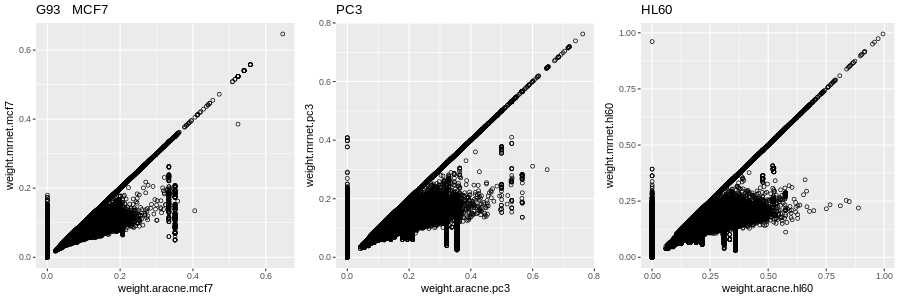 G93 MCF7
PC3
HL60
weight.mrnet.mcf7
0.6
0.4
0.2
0.0
0.0 0.2 0.4 0.6
weight.aracne.mcf7
weight.mrnet.pc3
0.8
0.6
0.4
0.2
0.0
0.0 0.2 0.4 0.6 0.8
weight.aracne.pc3
weight.mrnet.hl60
1.00
0.75
0.50
0.25
0.00
0.00 0.25 0.50 0.75 1.00
weight.aracne.hl60